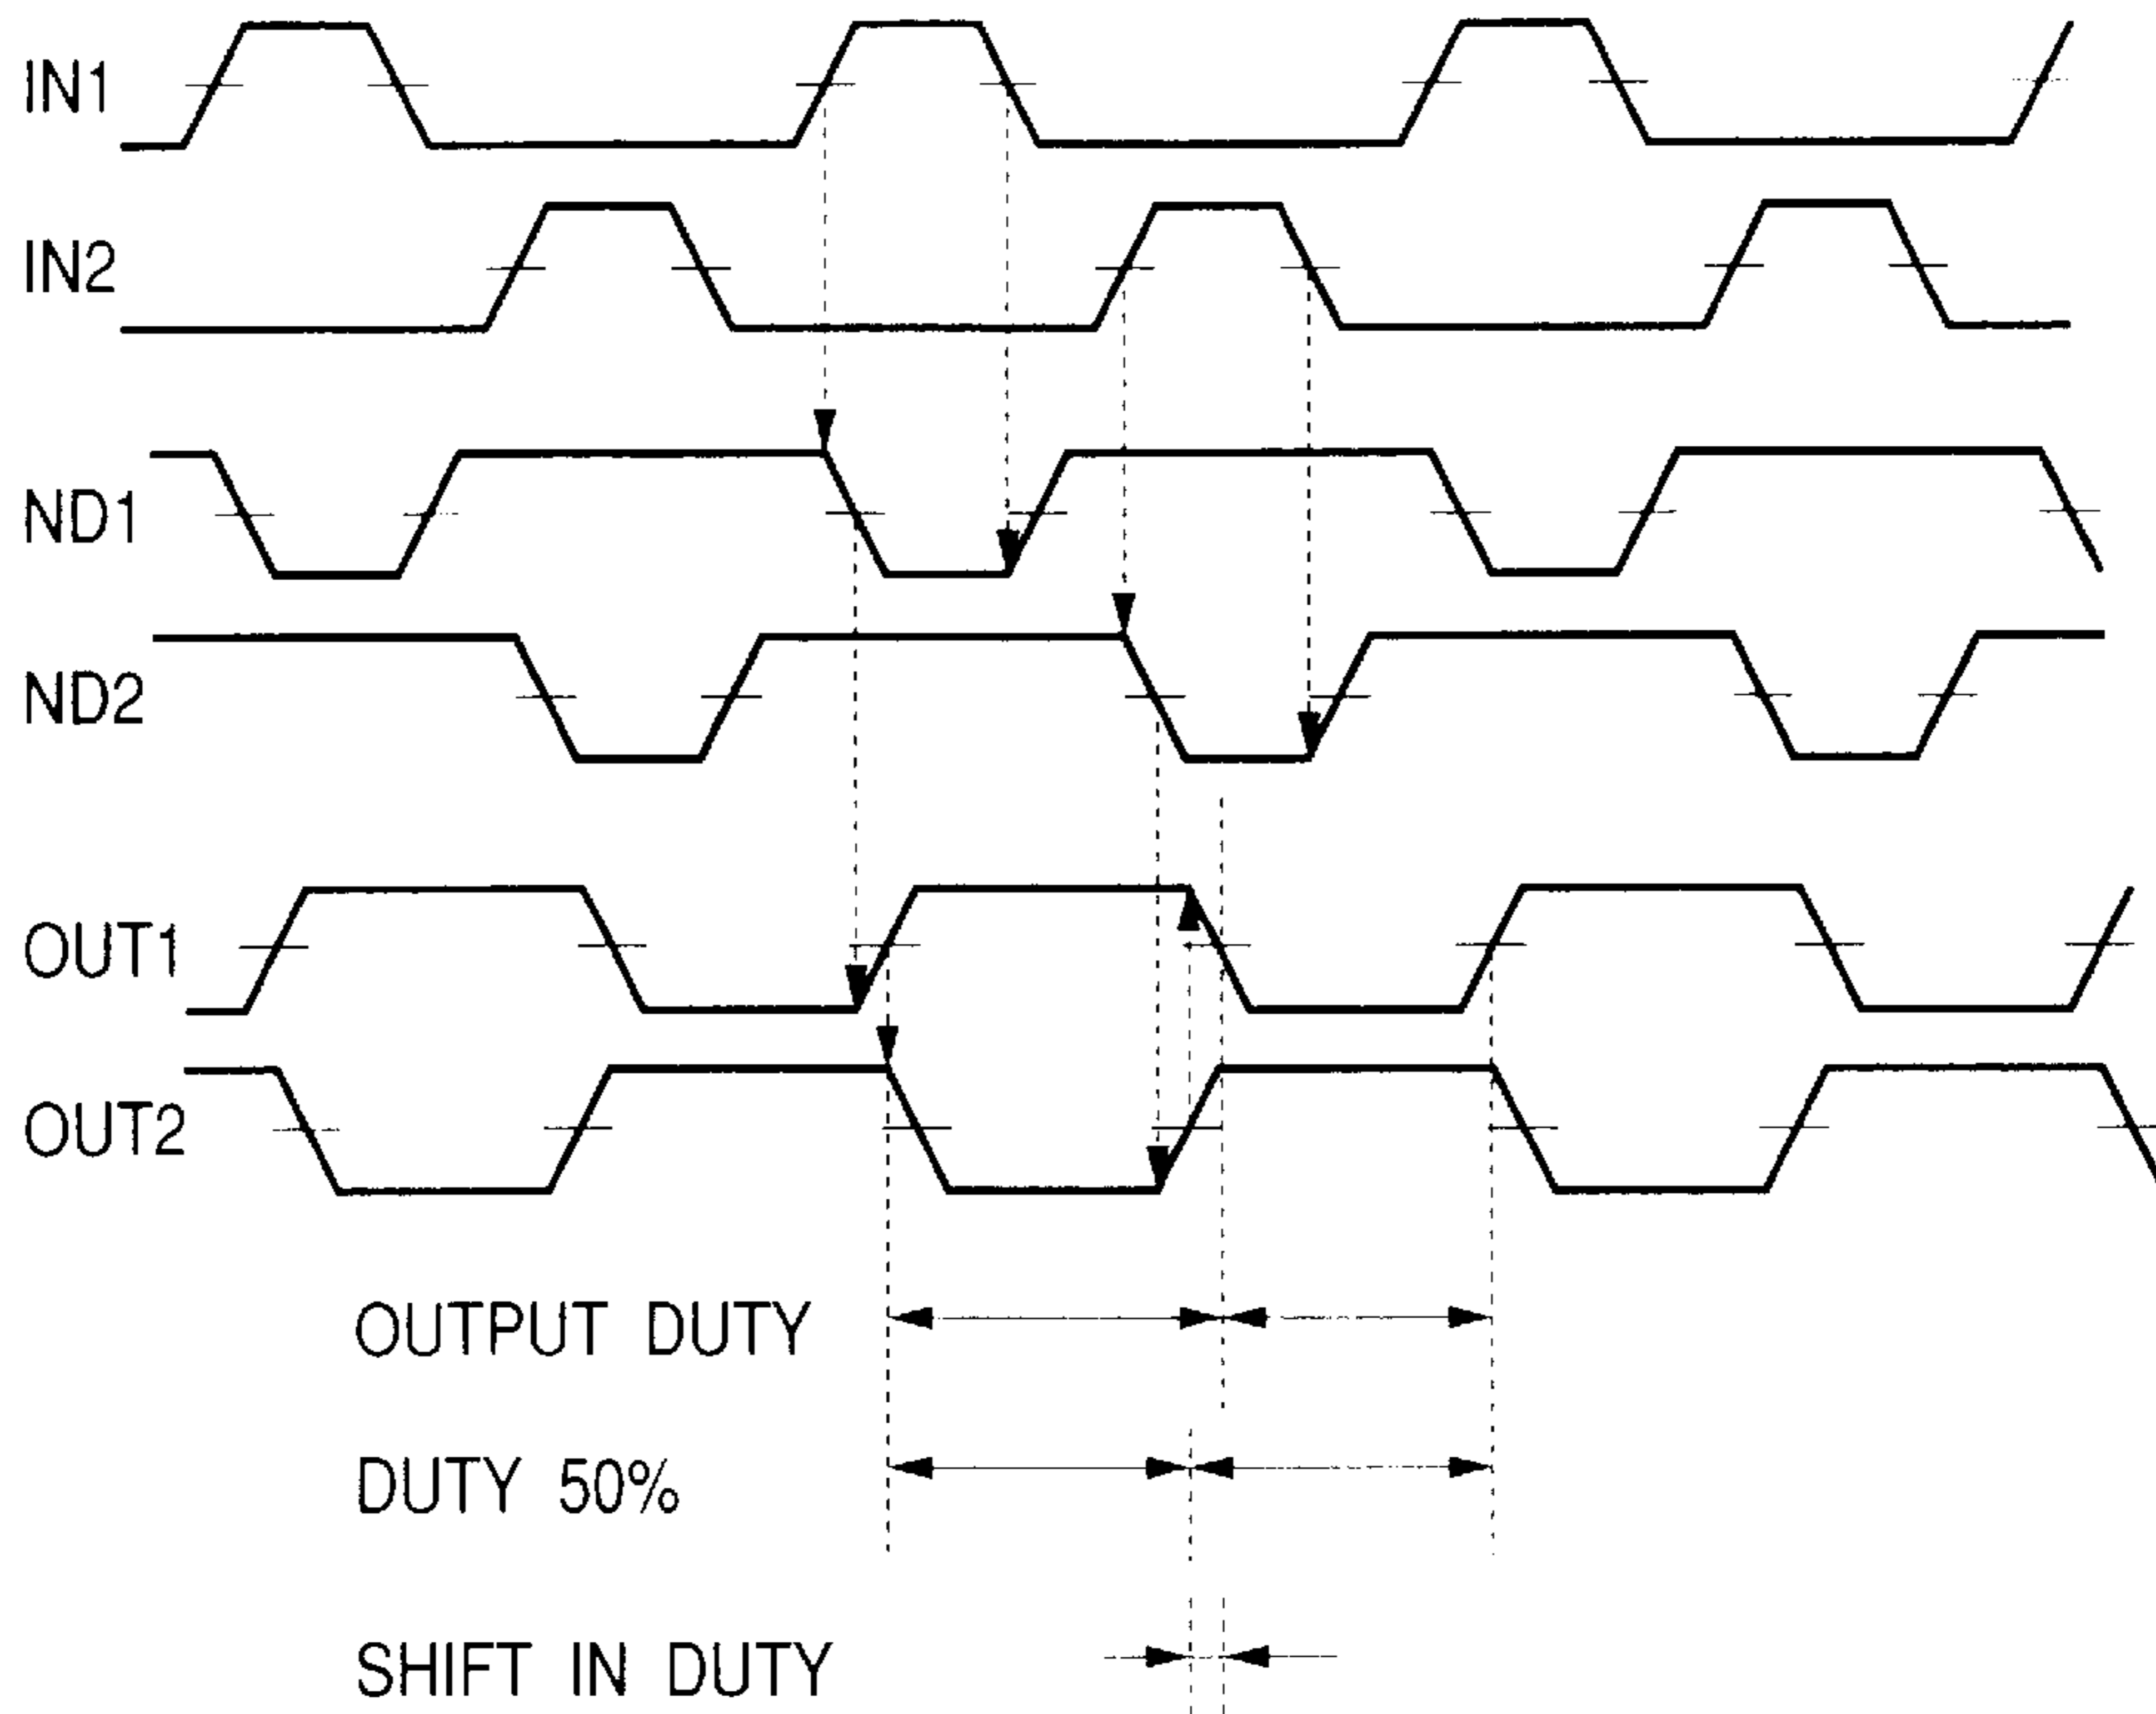 IN1
IN2
ND1
ND2
OUT1
OUT2
OUTPUT DUTY
DUTY 50%
SHIFT IN DUTY